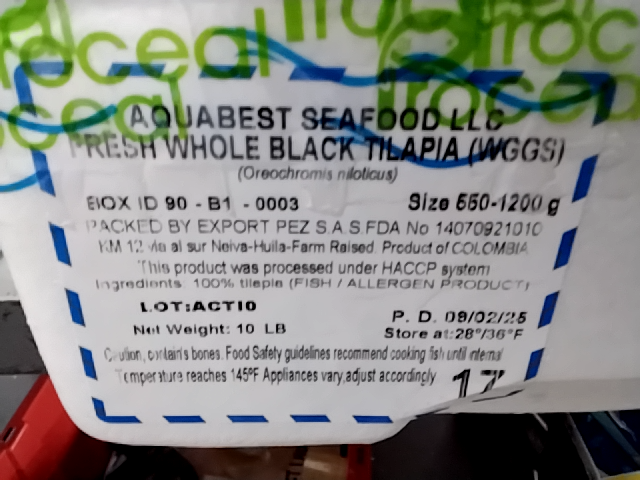 AQUABEST SEAFOOD LLC
FRESH WHOLE BLACK TILAPIA (WGGS)
(Oreochromis niloticus)
BOX ID 90 - B1 - 0003 Size 550-1200 g
PACKED BY EXPORT PEZ S.A.S.FDA No 14070921010
KM 12 via al sur Neiva-Huila-Farm Raised. Product of COLOMBIA
This product was processed under HACCP system
Ingredients: 100% tilapia (FISH / ALLERGEN PRODUCT)
LOT:ACT10
P. D. 09/02/25
Net Weight: 10 LB
Store at:28°/36°F
Caution, contains bones. Food Safety guidelines recommend cooking fish until internal
Temperature reaches 145°F Appliances vary,adjust accordingly
17